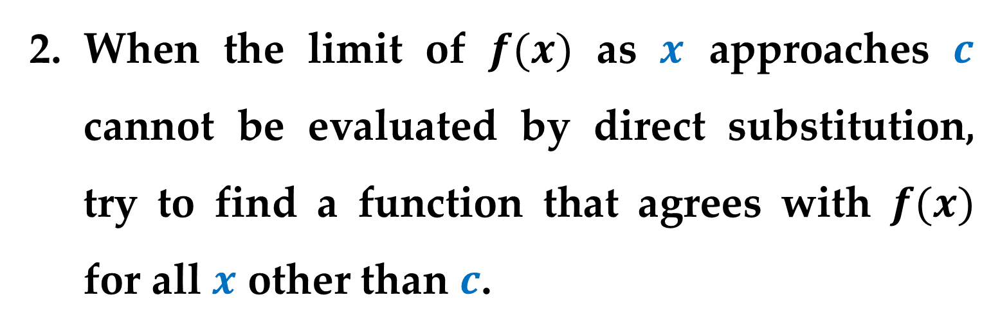 2. When the limit of f(x) as x approaches c
cannot be evaluated by direct substitution,
try to find a function that agrees with f(x)
for all x other than c.